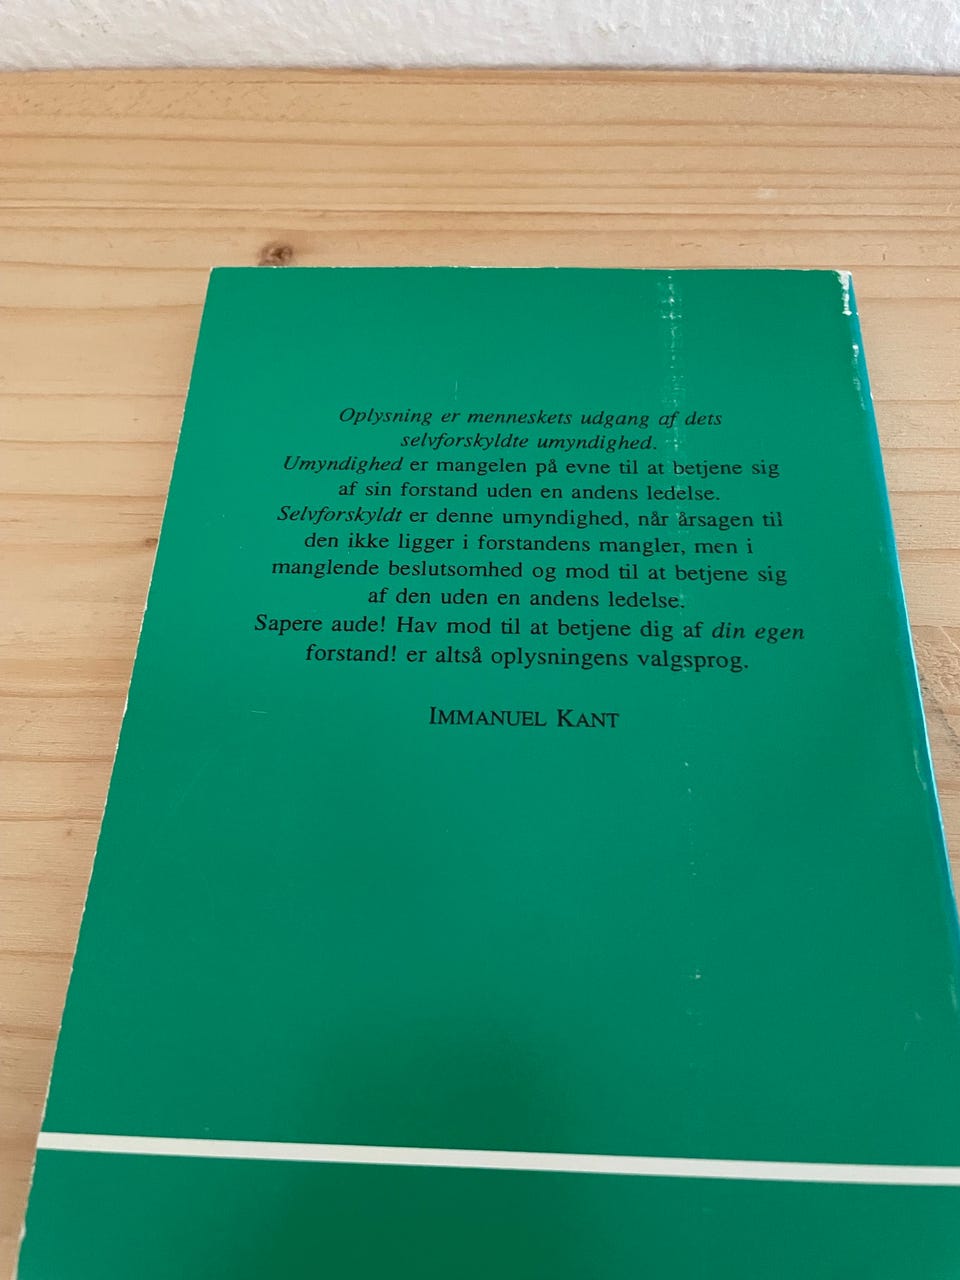 Oplysning er menneskets udgang af dets
selvforskyldte umyndighed.
Umyndighed er mangelen på evne til at betjene sig
af sin forstand uden en andens ledelse.
Selvforskyldt er denne umyndighed, når årsagen til
den ikke ligger i forstandens mangler, men i
manglende beslutsomhed og mod til at betjene sig
af den uden en andens ledelse.
Sapere aude! Hav mod til at betjene dig af din egen
forstand! er altså oplysningens valgsprog.
IMMANUEL KANT